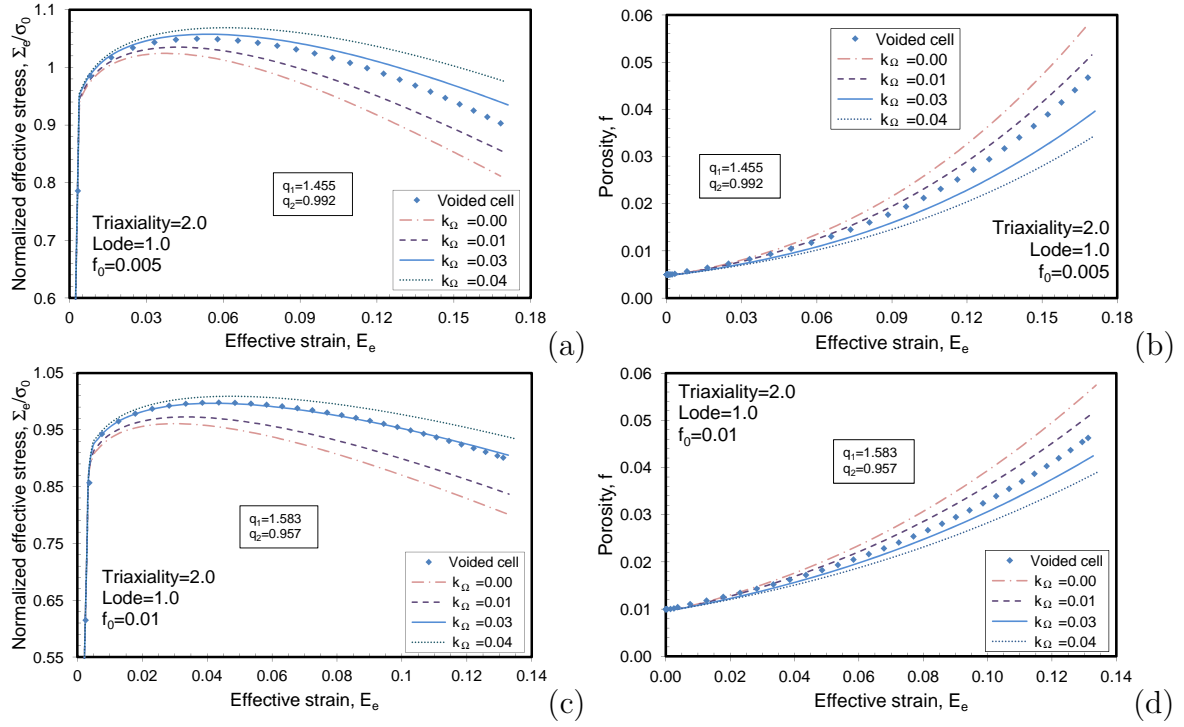 Normalized effective stress, Σe/σ0
1.1
1
0.9
0.8
0.7
0.6
0
0.03
0.06
0.09
0.12
0.15
0.18
Effective strain, Ee
q1=1.455
q2=0.992
Triaxiality=2.0
Lode=1.0
f0=0.005
Voided cell
kΩ =0.00
kΩ =0.01
kΩ =0.03
kΩ =0.04
(a)
Porosity, f
0.06
0.05
0.04
0.03
0.02
0.01
0.00
0.00
0.03
0.06
0.09
0.12
0.15
0.18
Effective strain, Ee
Voided cell
kΩ =0.00
kΩ =0.01
kΩ =0.03
kΩ =0.04
q1=1.455
q2=0.992
Triaxiality=2.0
Lode=1.0
f0=0.005
(b)
Normalized effective stress, Σe/σ0
1.05
0.95
0.85
0.75
0.65
0.55
0
0.02
0.04
0.06
0.08
0.1
0.12
0.14
Effective strain, Ee
q1=1.583
q2=0.957
Triaxiality=2.0
Lode=1.0
f0=0.01
Voided cell
kΩ =0.00
kΩ =0.01
kΩ =0.03
kΩ =0.04
(c)
Porosity, f
0.06
0.05
0.04
0.03
0.02
0.01
0.00
0.00
0.02
0.04
0.06
0.08
0.10
0.12
0.14
Effective strain, Ee
Triaxiality=2.0
Lode=1.0
f0=0.01
q1=1.583
q2=0.957
Voided cell
kΩ =0.00
kΩ =0.01
kΩ =0.03
kΩ =0.04
(d)